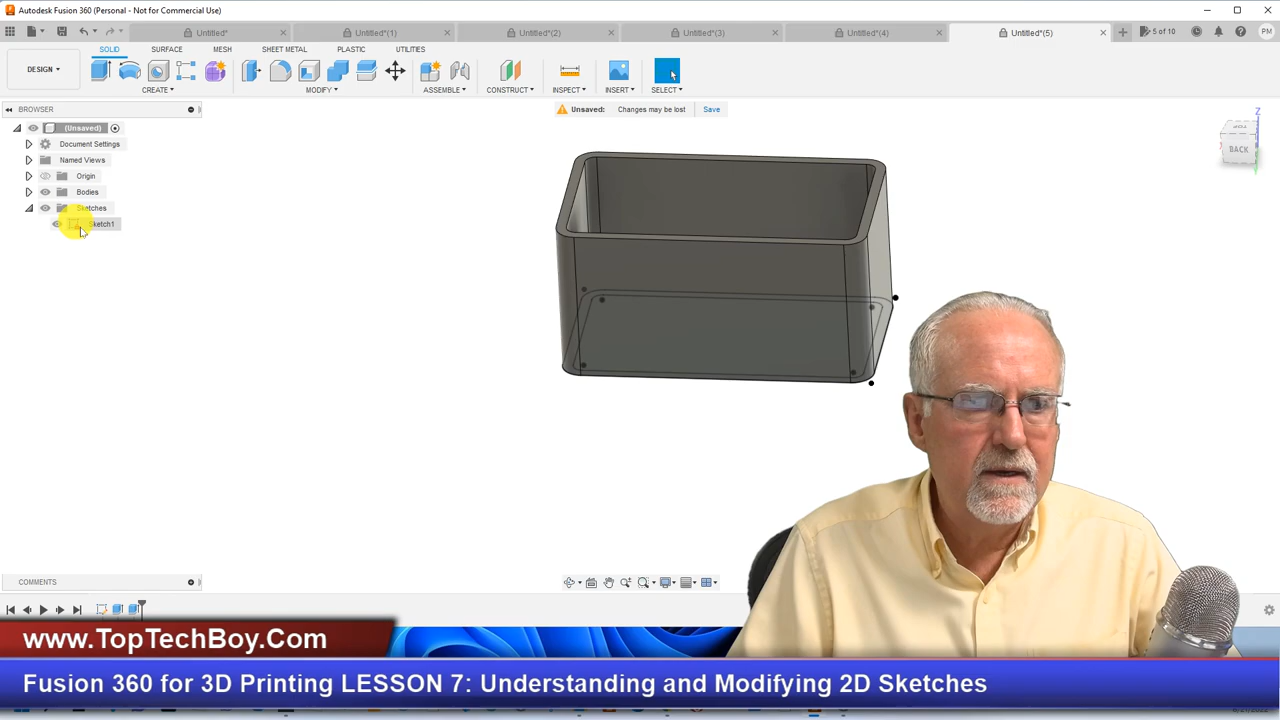 Autodesk Fusion 360 (Personal - Not for Commercial Use)
Untitled*
Untitled*(1)
Untitled*(2)
Untitled*(3)
Untitled*(4)
Untitled*(5)
5 of 10
PM
SOLID
SURFACE
MESH
SHEET METAL
PLASTIC
UTILITIES
DESIGN
CREATE
MODIFY
ASSEMBLE
CONSTRUCT
INSPECT
INSERT
SELECT
BROWSER
Unsaved: Changes may be lost Save
(Unsaved)
Document Settings
Named Views
Origin
Bodies
Sketches
Sketch1
Z
TOP
BACK
COMMENTS
www.TopTechBoy.Com
Fusion 360 for 3D Printing LESSON 7: Understanding and Modifying 2D Sketches